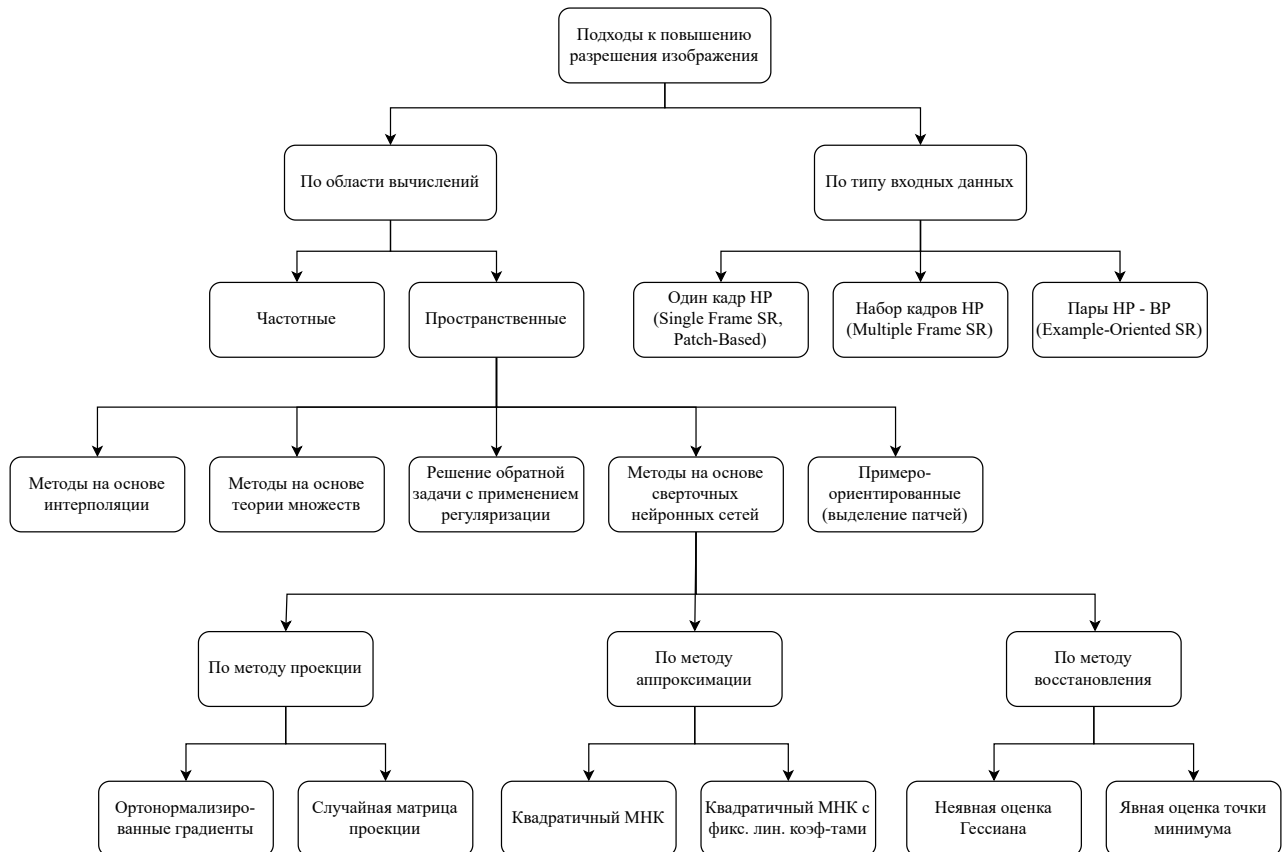 Подходы к повышению
разрешения изображения
По области вычислений
По типу входных данных
Частотные
Пространственные
Один кадр НР
(Single Frame SR,
Patch-Based)
Набор кадров НР
(Multiple Frame SR)
Пары НР - ВР
(Example-Oriented SR)
Методы на основе
интерполяции
Методы на основе
теории множеств
Решение обратной
задачи с применением
регуляризации
Методы на основе
сверточных
нейронных сетей
Примеро-
ориентированные
(выделение патчей)
По методу проекции
По методу
аппроксимации
По методу
восстановления
Ортонормализиро-
ванные градиенты
Случайная матрица
проекции
Квадратичный МНК
Квадратичный МНК с
фикс. лин. коэф-тами
Неявная оценка
Гессиана
Явная оценка точки
минимума